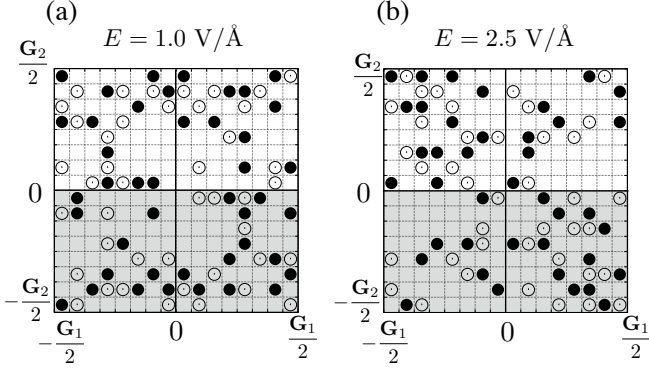 (a)
E = 1.0 V/Å
G₂/2
0
−G₂/2
−G₁/2
0
G₁/2
(b)
E = 2.5 V/Å
G₂/2
0
−G₂/2
−G₁/2
0
G₁/2